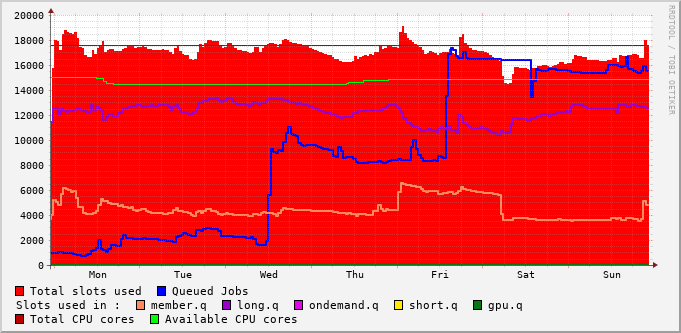 20000
18000
16000
14000
12000
10000
8000
6000
4000
2000
0
Mon Tue Wed Thu Fri Sat Sun
Total slots used Queued Jobs
Slots used in : member.q long.q ondemand.q short.q gpu.q
Total CPU cores Available CPU cores
RRDTOOL / TOBI OETIKER